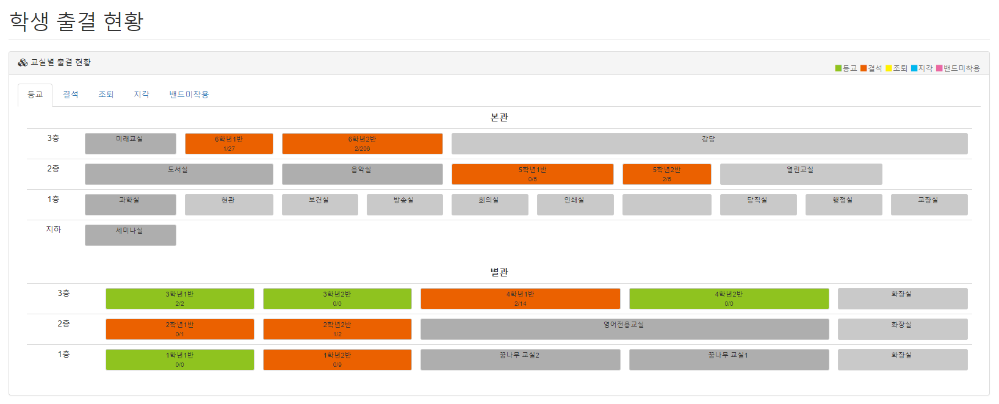 학생 출결 현황
교실별 출결 현황
등교 결석 조퇴 지각 밴드미착용
등교 결석 조퇴 지각 밴드미착용
본관
3층 미래교실 6학년1반 6학년2반 강당
1/27 2/206
2층 도서실 음악실 5학년1반 5학년2반 열린교실
0/5 2/5
1층 과학실 현관 보건실 방송실 회의실 인쇄실 당직실 행정실 교장실
지하 세미나실
별관
3층 3학년1반 3학년2반 4학년1반 4학년2반 화장실
2/2 0/0 2/14 0/0
2층 2학년1반 2학년2반 영어전용교실 화장실
0/1 1/2
1층 1학년1반 1학년2반 꿈나무 교실2 꿈나무 교실1 화장실
0/0 0/9